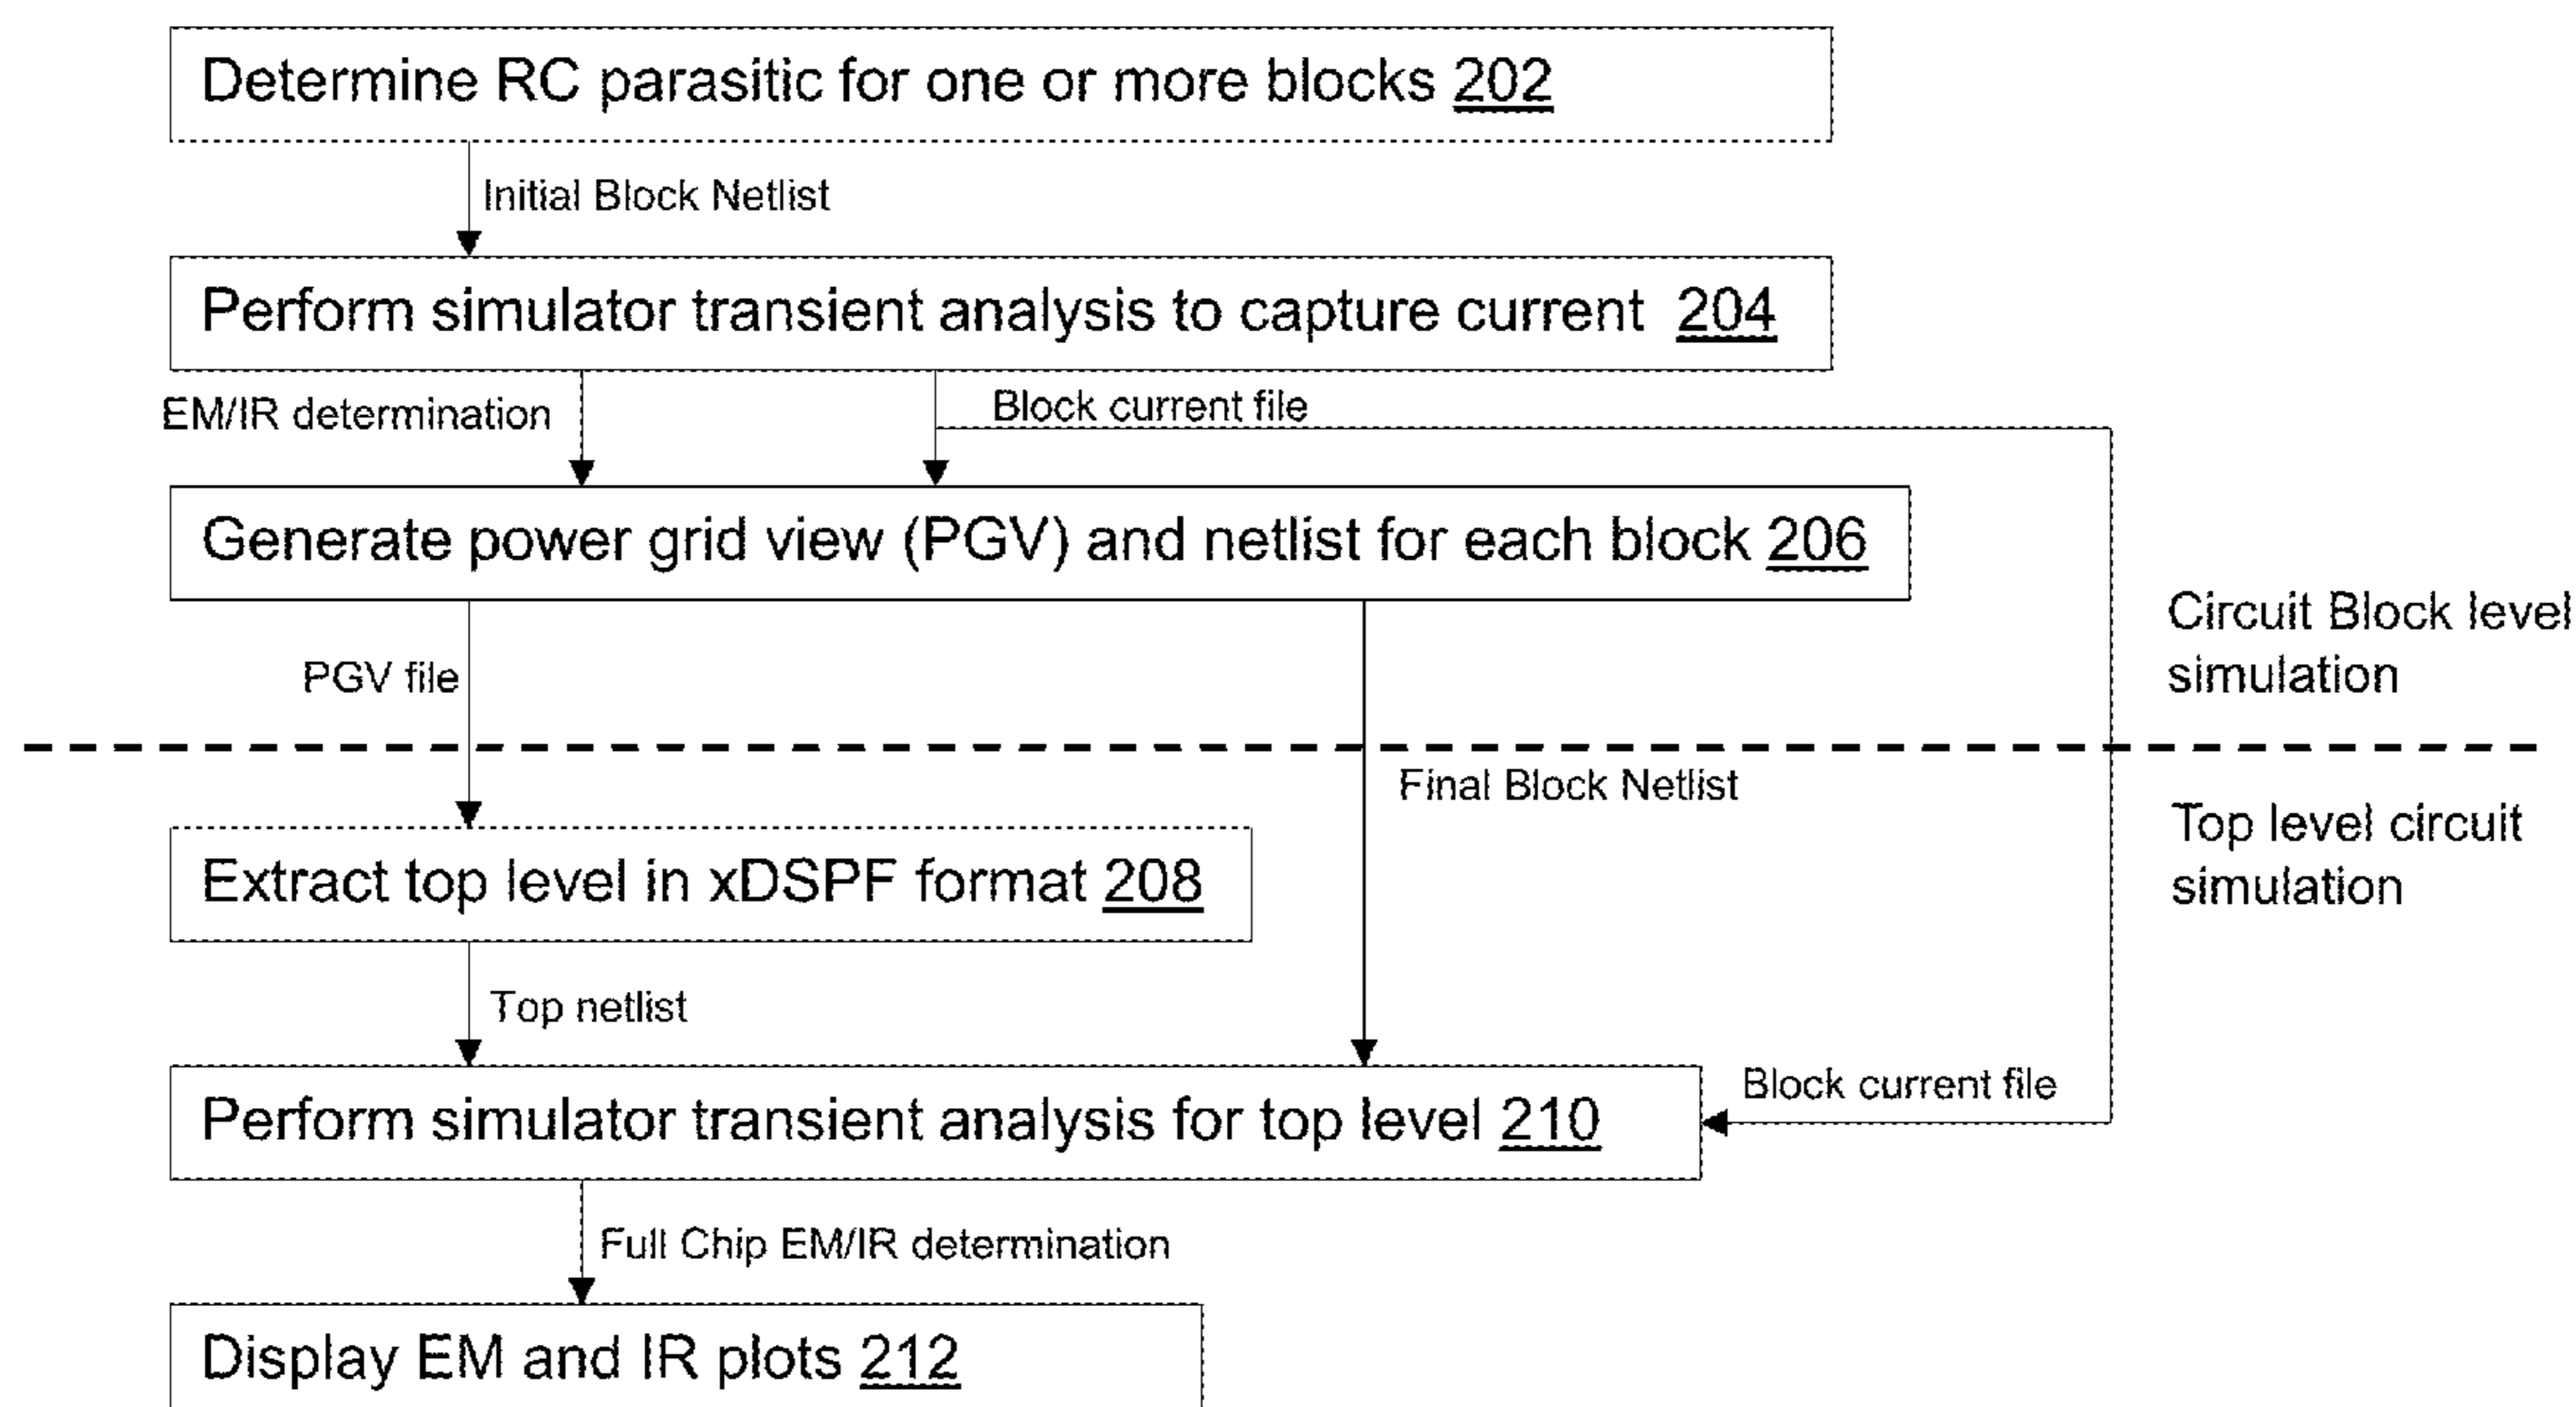 Determine RC parasitic for one or more blocks 202
Initial Block Netlist
Perform simulator transient analysis to capture current 204
EM/IR determination
Block current file
Generate power grid view (PGV) and netlist for each block 206
Circuit Block level
simulation
PGV file
Final Block Netlist
Top level circuit
simulation
Extract top level in xDSPF format 208
Top netlist
Block current file
Perform simulator transient analysis for top level 210
Full Chip EM/IR determination
Display EM and IR plots 212